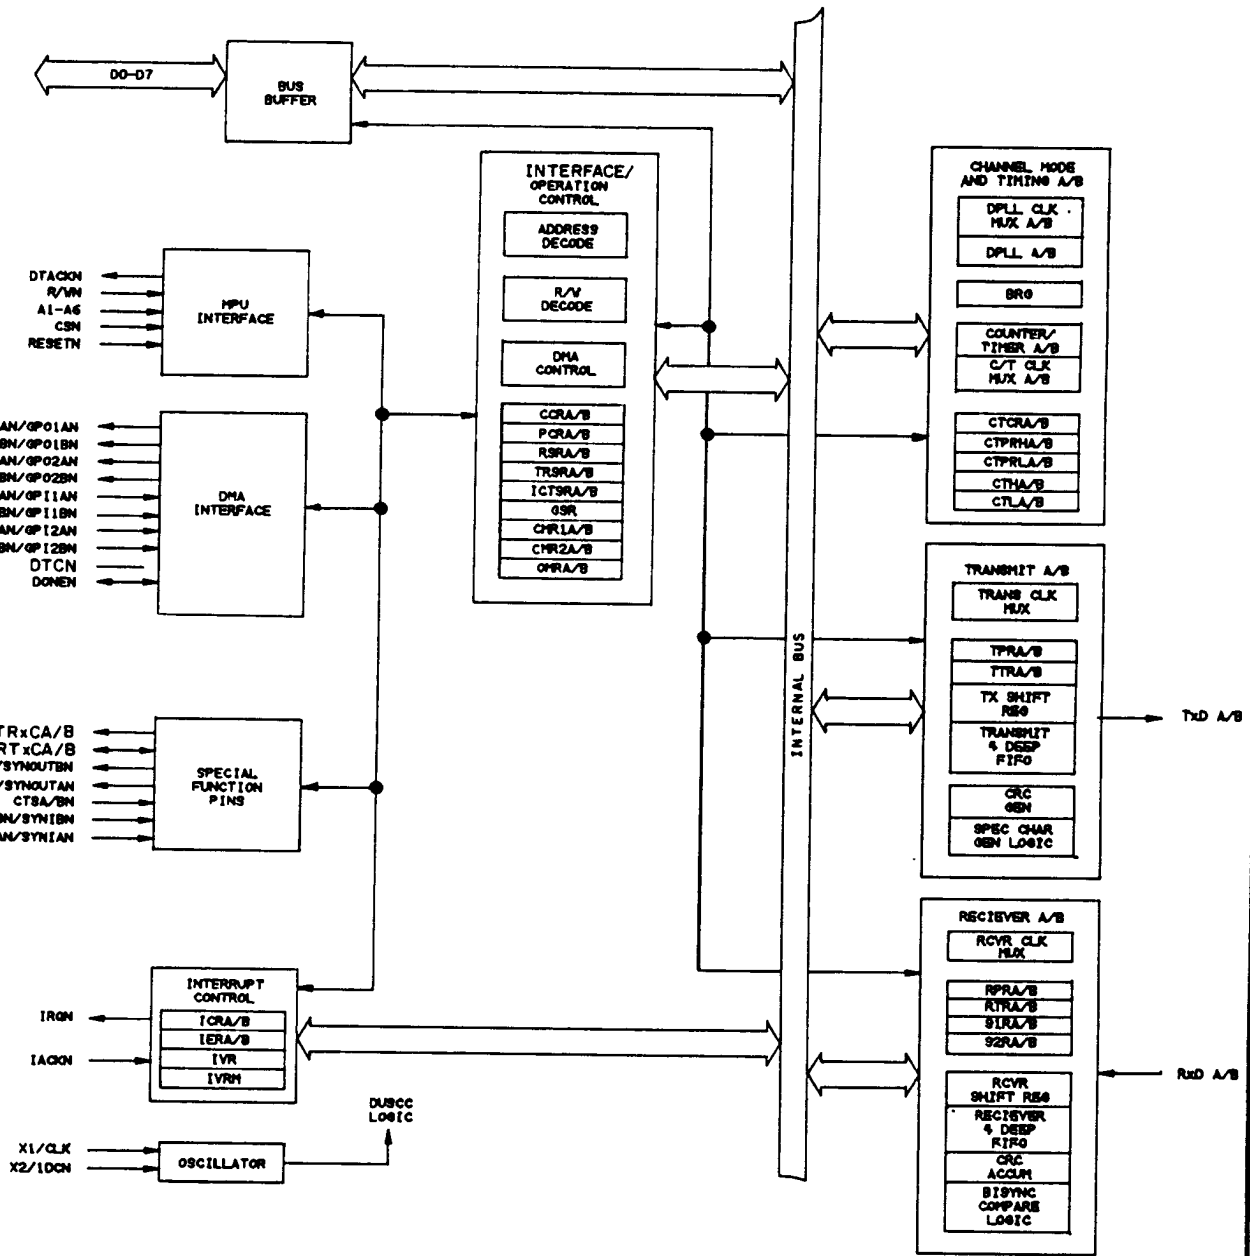 D0-D7
BUS
BUFFER
INTERFACE/
OPERATION
CONTROL
ADDRESS
DECODE
R/W
DECODE
DMA
CONTROL
CCRA/B
PCRA/B
RSRA/B
TRSRA/B
ICTSRA/B
GSR
CMR1A/B
CMR2A/B
OMRA/B
DTACKN
R/WN
A1-A6
CSN
RESETN
MPU
INTERFACE
AN/GPO1AN
BN/GPO1BN
AN/GPO2AN
BN/GPO2BN
AN/GPI1AN
BN/GPI1BN
AN/GPI2AN
BN/GPI2BN
DTCN
DONEN
DMA
INTERFACE
TRxCA/B
RTxCA/B
/SYNOUTBN
/SYNOUTAN
CTSA/BN
BN/SYNIBN
AN/SYNIAN
SPECIAL
FUNCTION
PINS
IRQN
IACKN
INTERRUPT
CONTROL
ICRA/B
IERA/B
IVR
IVRM
X1/CLK
X2/IDCN
OSCILLATOR
DUSCC
LOGIC
INTERNAL BUS
CHANNEL MODE
AND TIMING A/B
DPLL CLK
MUX A/B
DPLL A/B
BRG
COUNTER/
TIMER A/B
C/T CLK
MUX A/B
CTCRA/B
CTPRHA/B
CTPRLA/B
CTHA/B
CTLA/B
TRANSMIT A/B
TRANS CLK
MUX
TPRA/B
TTRA/B
TX SHIFT
REG
TRANSMIT
4 DEEP
FIFO
CRC
GEN
SPEC CHAR
GEN LOGIC
TxD A/B
RECIEVER A/B
RCVR CLK
MUX
RPRA/B
RTRA/B
S1RA/B
S2RA/B
RCVR
SHIFT REG
RECIEVER
4 DEEP
FIFO
CRC
ACCUM
BISYNC
COMPARE
LOGIC
RxD A/B